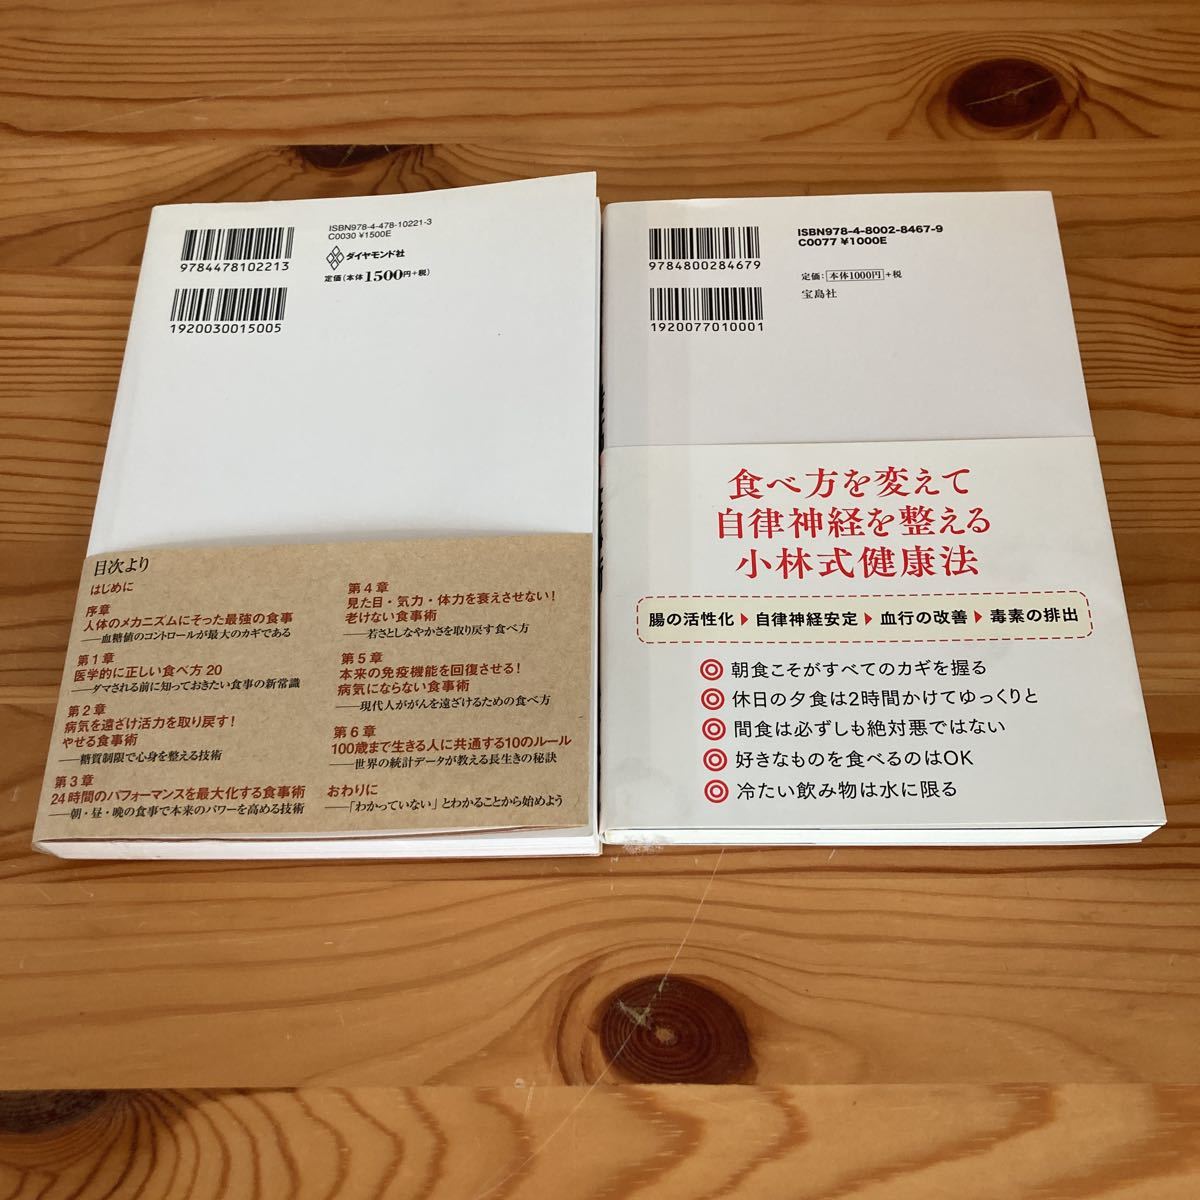 9784478102213
1920030015005
ISBN978-4-478-10221-3
C0030 ¥1500E
ダイヤモンド社
定価(本体1500円+税)
目次より
はじめに
序章
人体のメカニズムにそった最強の食事
──血糖値のコントロールが最大のカギである
第1章
医学的に正しい食べ方20
──ダマされる前に知っておきたい食事の新常識
第2章
病気を遠ざけ活力を取り戻す!
やせる食事術
──糖質制限で心身を整える技術
第3章
24時間のパフォーマンスを最大化する食事術
──朝・昼・晩の食事で本来のパワーを高める技術
第4章
見た目・気力・体力を衰えさせない!
老けない食事術
──若さとしなやかさを取り戻す食べ方
第5章
本来の免疫機能を回復させる!
病気にならない食事術
──現代人ががんを遠ざけるための食べ方
第6章
100歳まで生きる人に共通する10のルール
──世界の統計データが教える長生きの秘訣
おわりに
──「わかっていない」とわかることから始めよう
9784800284679
1920077010001
ISBN978-4-8002-8467-9
C0077 ¥1000E
定価:本体1000円+税
宝島社
食べ方を変えて
自律神経を整える
小林式健康法
腸の活性化▶自律神経安定▶血行の改善▶毒素の排出
◎朝食こそがすべてのカギを握る
◎休日の夕食は2時間かけてゆっくりと
◎間食は必ずしも絶対悪ではない
◎好きなものを食べるのはOK
◎冷たい飲み物は水に限る